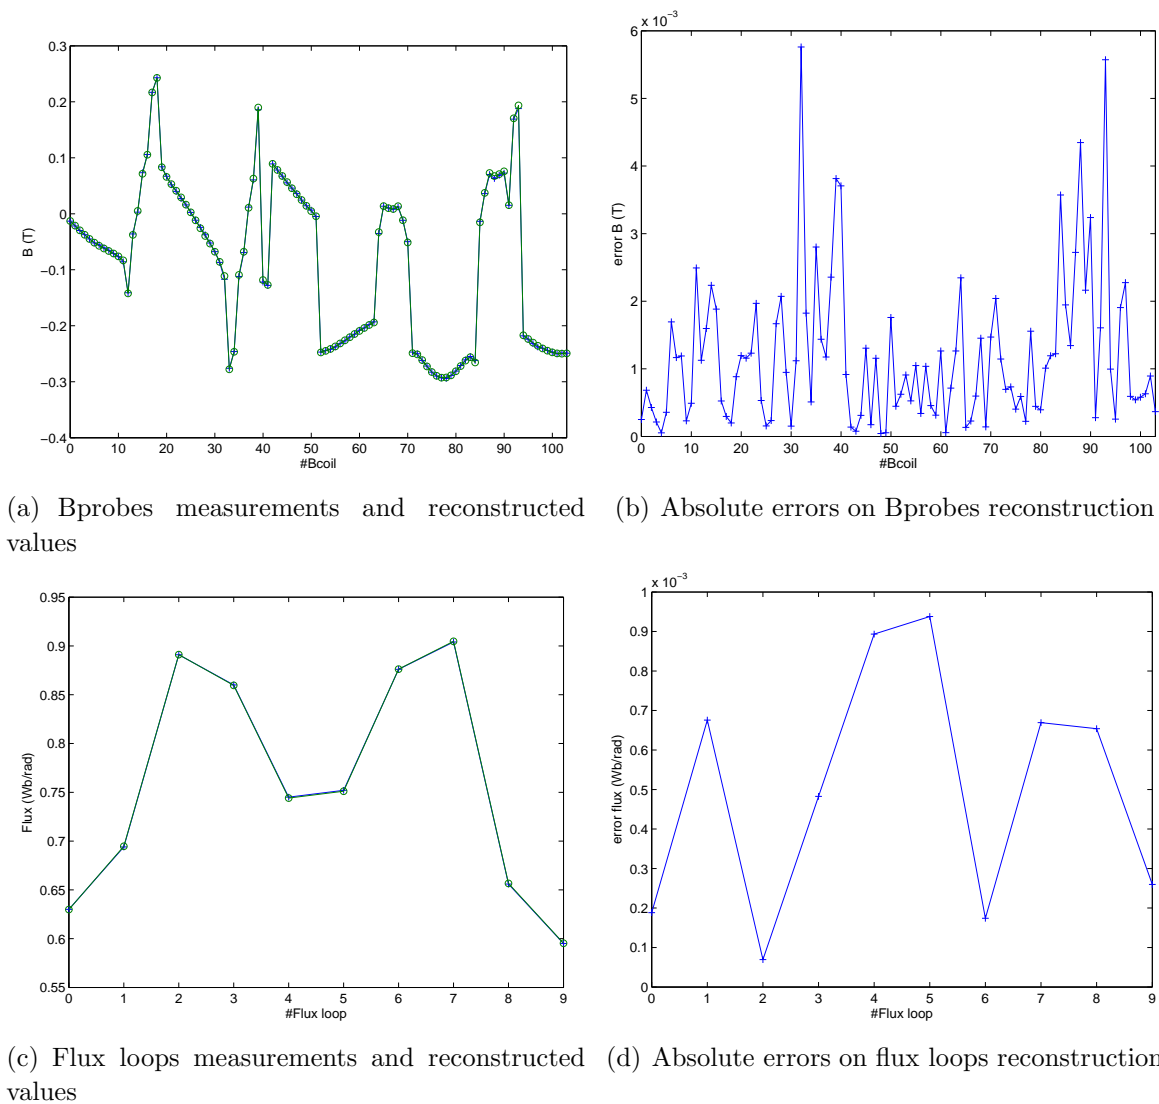 0.3
0.2
0.1
0
−0.1
−0.2
−0.3
−0.4
B (T)
0 10 20 30 40 50 60 70 80 90 100
#Bcoil
x 10−3
6
5
4
3
2
1
0
error B (T)
0 10 20 30 40 50 60 70 80 90 100
#Bcoil
(a) Bprobes measurements and reconstructed
values
(b) Absolute errors on Bprobes reconstruction
0.95
0.9
0.85
0.8
0.75
0.7
0.65
0.6
0.55
Flux (Wb/rad)
0 1 2 3 4 5 6 7 8 9
#Flux loop
x 10−3
1
0.9
0.8
0.7
0.6
0.5
0.4
0.3
0.2
0.1
0
error flux (Wb/rad)
0 1 2 3 4 5 6 7 8 9
#Flux loop
(c) Flux loops measurements and reconstructed
values
(d) Absolute errors on flux loops reconstruction